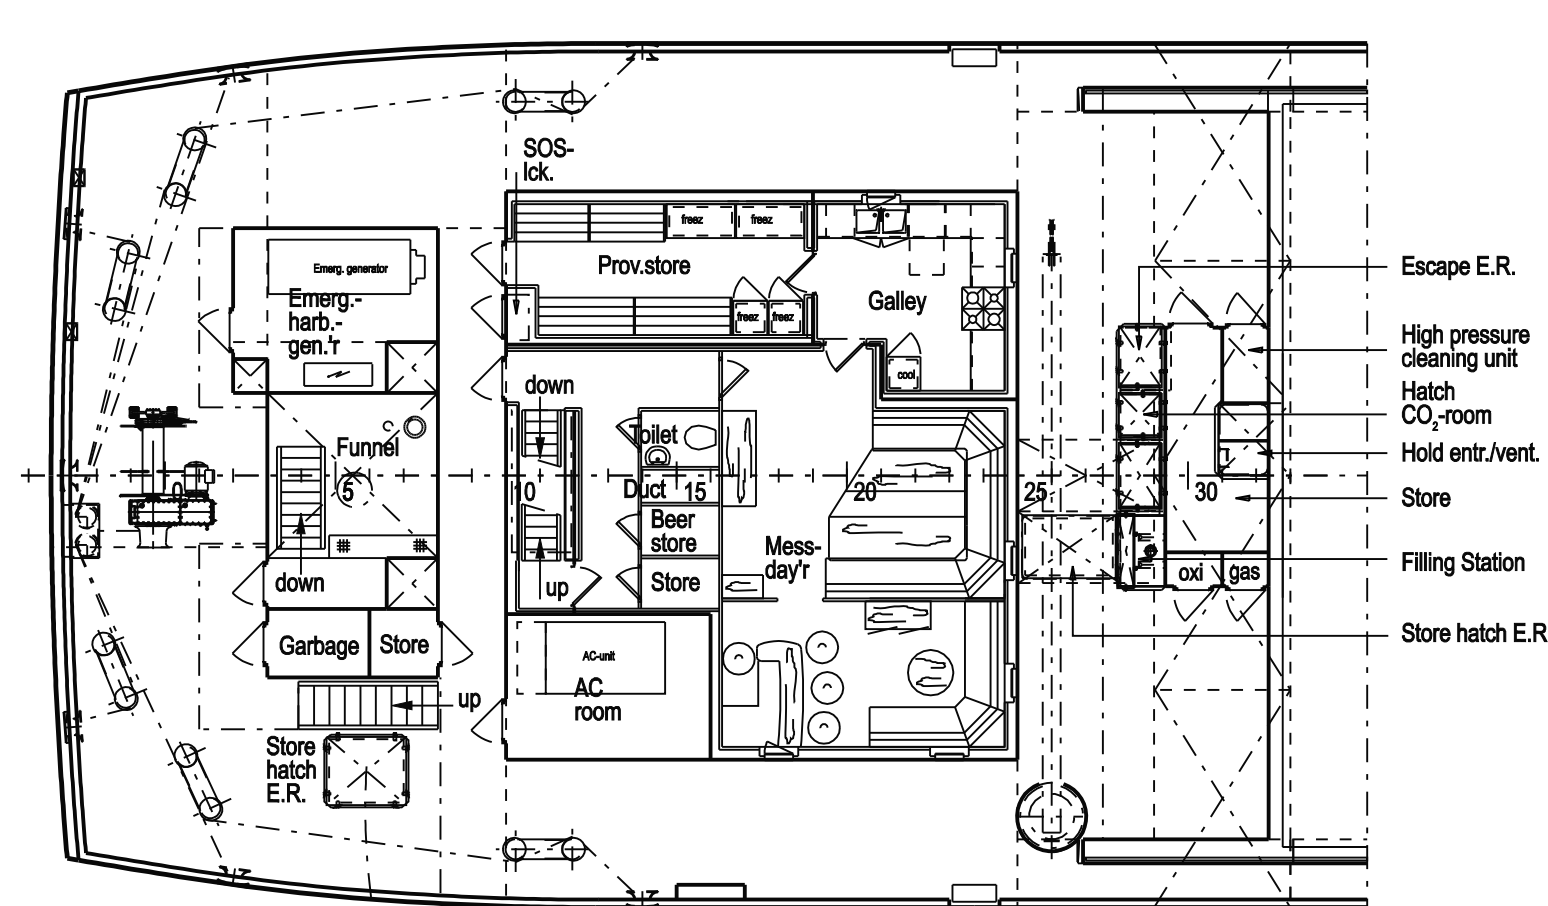 SOS-
lck.
freez
freez
Prov.store
Emerg. generator
Emerg.-
harb.-
gen.'r
Galley
freez
freez
cool
Escape E.R.
High pressure
cleaning unit
Hatch
CO₂-room
Hold entr./vent.
Store
Filling Station
Store hatch E.R
down
Toilet
Funnel
0
5
10
Duct
15
20
25
30
Beer
store
Mess-
day'r
Store
down
up
oxi
gas
Garbage
Store
AC-unit
AC
room
up
Store
hatch
E.R.